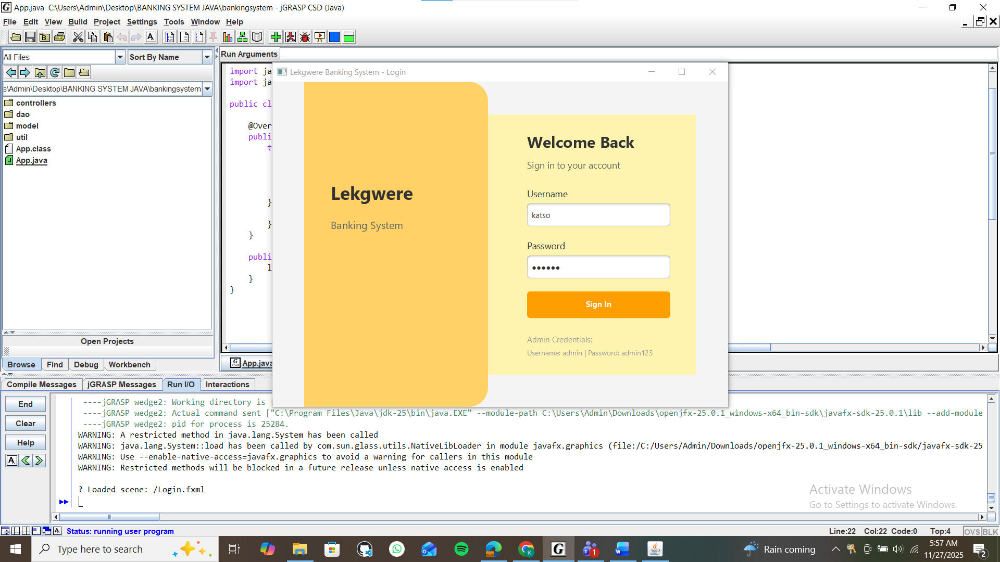 App.java  C:\Users\Admin\Desktop\BANKING SYSTEM JAVA\bankingsystem - jGRASP CSD (Java)
File Edit View Build Project Settings Tools Window Help
All Files
Sort By Name
Run Arguments
s\Admin\Desktop\BANKING SYSTEM JAVA\bankingsystem
controllers
dao
model
util
App.class
App.java
Open Projects
Browse Find Debug Workbench
import ja
import ja
public cl
@Over
publi
t
}
}
}
publi
l
}
}
App.java
Lekgwere Banking System - Login
Lekgwere
Banking System
Welcome Back
Sign in to your account
Username
katso
Password
••••••
Sign In
Admin Credentials:
Username: admin | Password: admin123
Compile Messages jGRASP Messages Run I/O Interactions
End
Clear
Help
----jGRASP wedge2: Working directory is [
----jGRASP wedge2: Actual command sent ["C:\Program Files\Java\jdk-25\bin\java.EXE" --module-path C:\Users\Admin\Downloads\openjfx-25.0.1_windows-x64_bin-sdk\javafx-sdk-25.0.1\lib --add-module
----jGRASP wedge2: pid for process is 25284.
WARNING: A restricted method in java.lang.System has been called
WARNING: java.lang.System::load has been called by com.sun.glass.utils.NativeLibLoader in module javafx.graphics (file:/C:/Users/Admin/Downloads/openjfx-25.0.1_windows-x64_bin-sdk/javafx-sdk-25
WARNING: Use --enable-native-access=javafx.graphics to avoid a warning for callers in this module
WARNING: Restricted methods will be blocked in a future release unless native access is enabled
? Loaded scene: /Login.fxml
Activate Windows
Go to Settings to activate Windows.
Status: running user program
Line:22 Col:22 Code:0 Top:4 OVS BLK
Type here to search
1
Rain coming
5:57 AM
11/27/2025
2